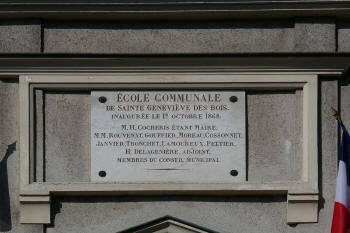 ÉCOLE COMMUNALE
DE SAINTE GENEVIÈVE DES BOIS.
INAUGURÉE LE 1R OCTOBRE 1868.
M. H. COCHERIS ÉTANT MAIRE.
M.M. ROUVENAT, GOUFFIER, MOREAU, COSSONNET,
JANVIER, TRONCHET, LAMOUREUX, PELTIER,
H. DELAGENIÈRE, ADJOINT,
MEMBRES DU CONSEIL MUNICIPAL.